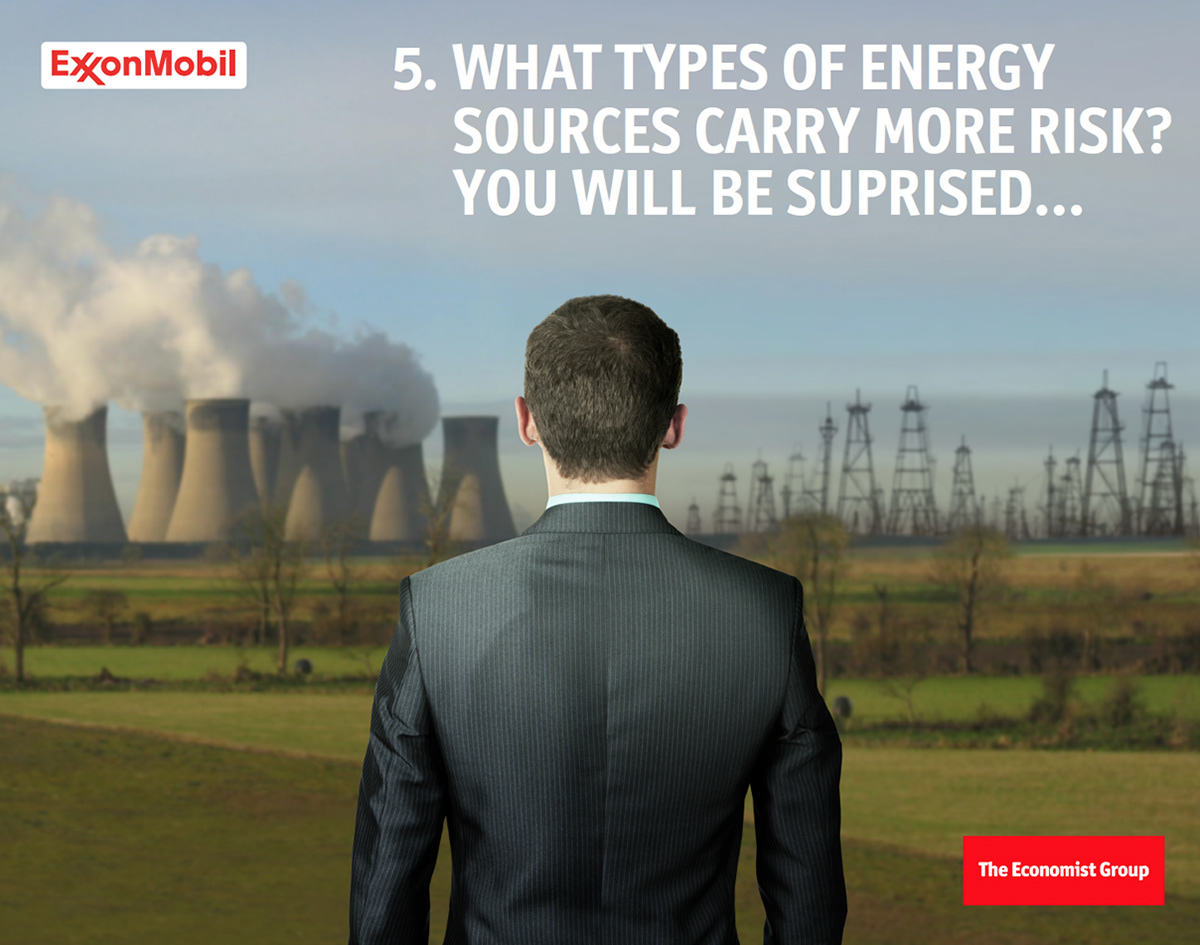 ExxonMobil
5. WHAT TYPES OF ENERGY
SOURCES CARRY MORE RISK?
YOU WILL BE SUPRISED...
The Economist Group